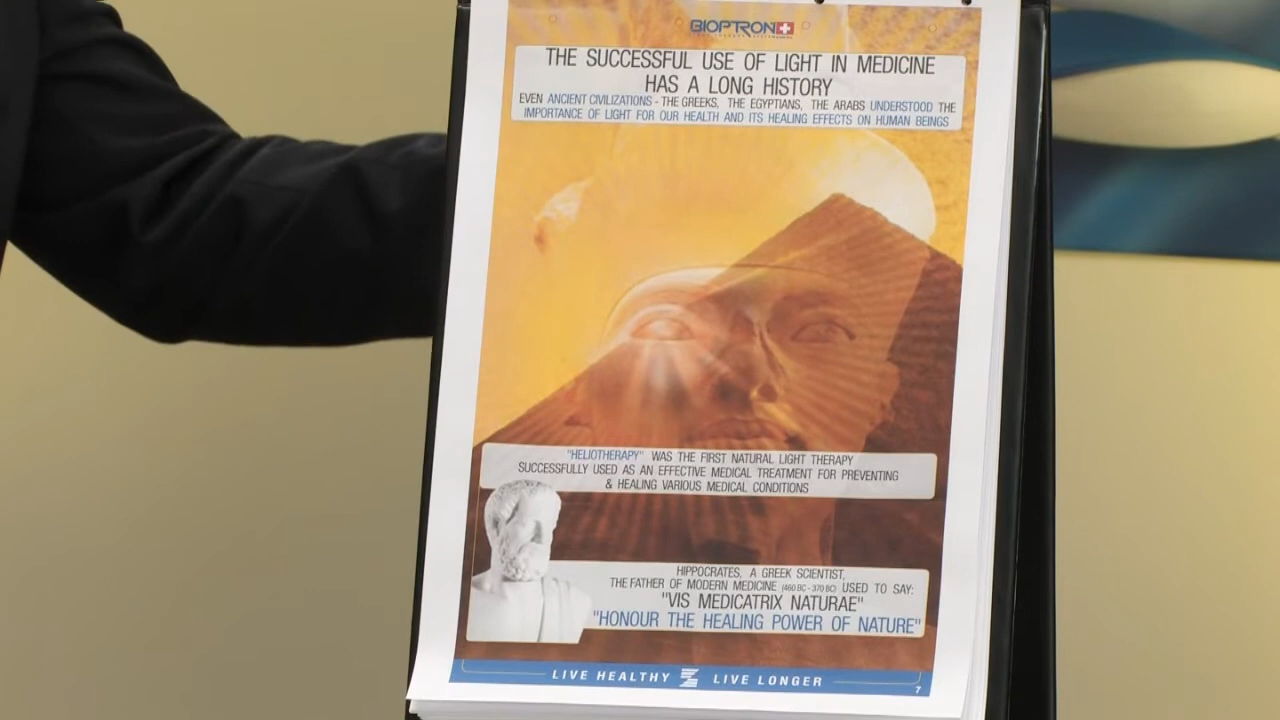 BIOPTRON
THE SUCCESSFUL USE OF LIGHT IN MEDICINE
HAS A LONG HISTORY
EVEN ANCIENT CIVILIZATIONS - THE GREEKS, THE EGYPTIANS, THE ARABS UNDERSTOOD THE
IMPORTANCE OF LIGHT FOR OUR HEALTH AND ITS HEALING EFFECTS ON HUMAN BEINGS
"HELIOTHERAPY" WAS THE FIRST NATURAL LIGHT THERAPY
SUCCESSFULLY USED AS AN EFFECTIVE MEDICAL TREATMENT FOR PREVENTING
& HEALING VARIOUS MEDICAL CONDITIONS
HIPPOCRATES, A GREEK SCIENTIST,
THE FATHER OF MODERN MEDICINE (460 BC - 370 BC) USED TO SAY:
"VIS MEDICATRIX NATURAE"
"HONOUR THE HEALING POWER OF NATURE"
LIVE HEALTHY LIVE LONGER
7